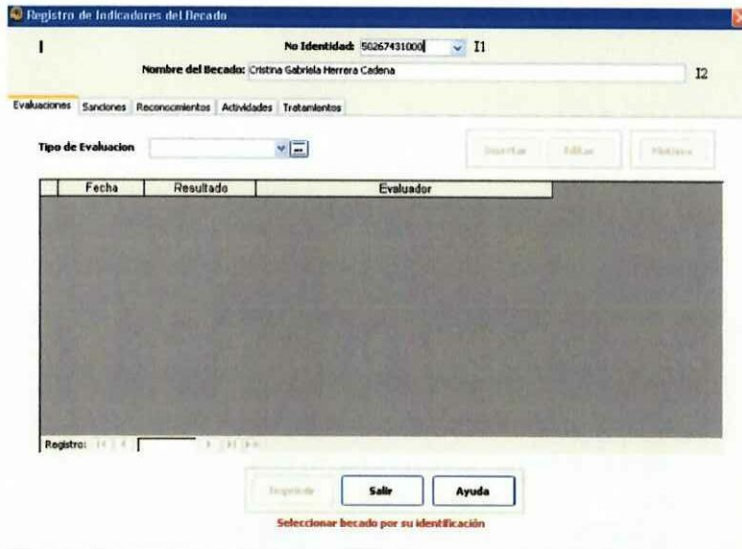 Registro de Indicadores del Becado
No Identidad: 50267431000 I1
Nombre del Becado: Cristina Gabriela Herrera Cadena I2
Evaluaciones Sanciones Reconocimientos Actividades Tratamientos
Tipo de Evaluacion Insertar Editar
Fecha Resultado Evaluador
Registro:
Imprimir Salir Ayuda
Seleccionar becado por su identificación